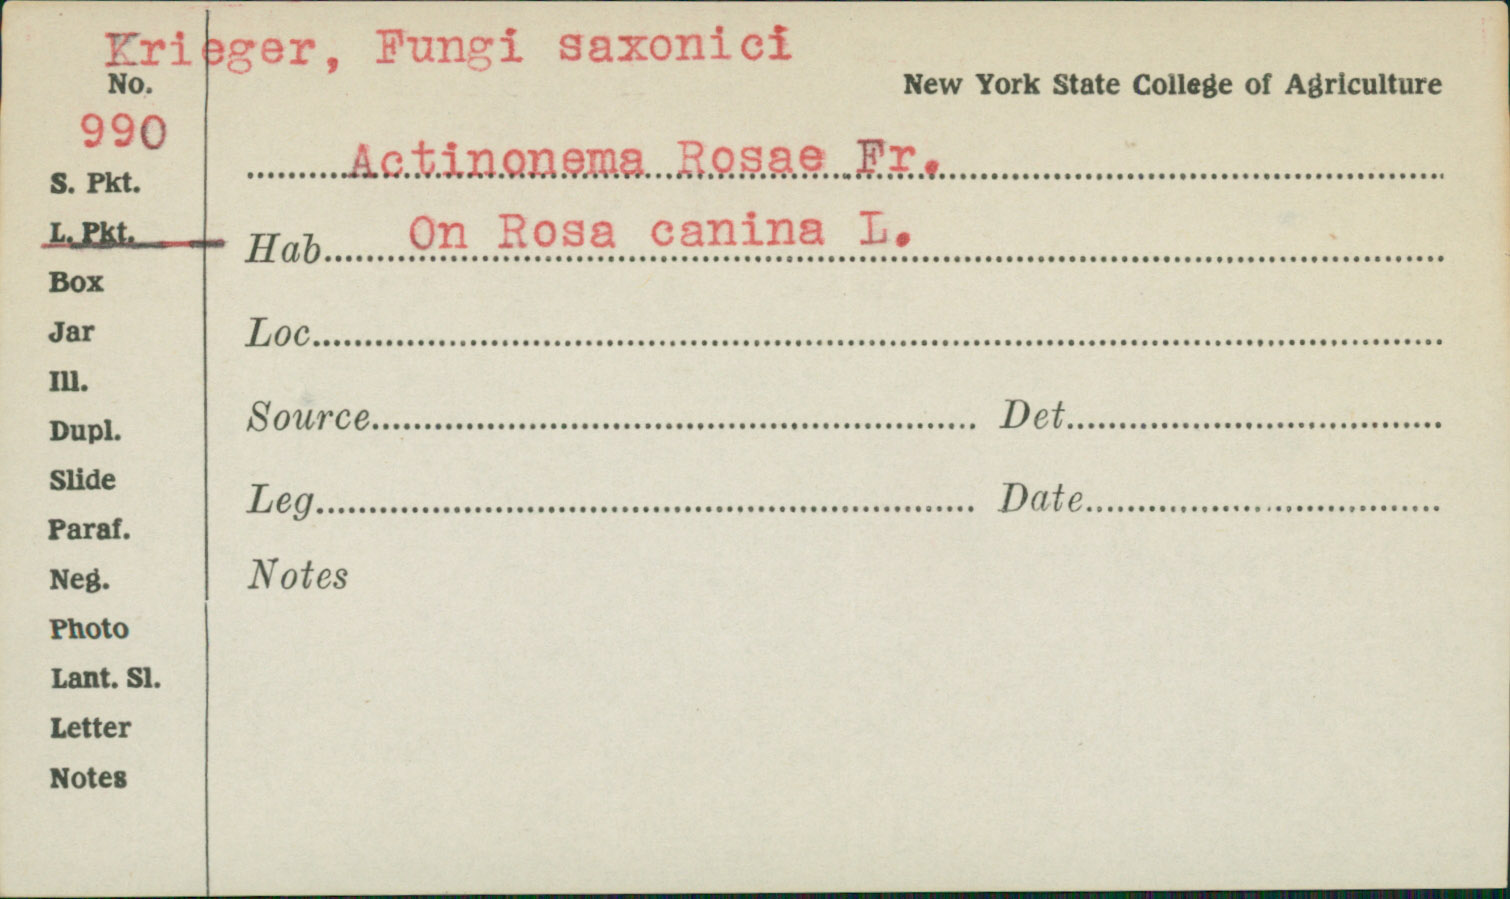 Krieger, Fungi saxonici
No.
New York State College of Agriculture
990
Actinonema Rosae Fr.
S. Pkt.
L. Pkt.
Hab. On Rosa canina L.
Box
Jar
Loc.
Ill.
Dupl.
Source Det.
Slide
Leg. Date
Paraf.
Neg.
Notes
Photo
Lant. Sl.
Letter
Notes